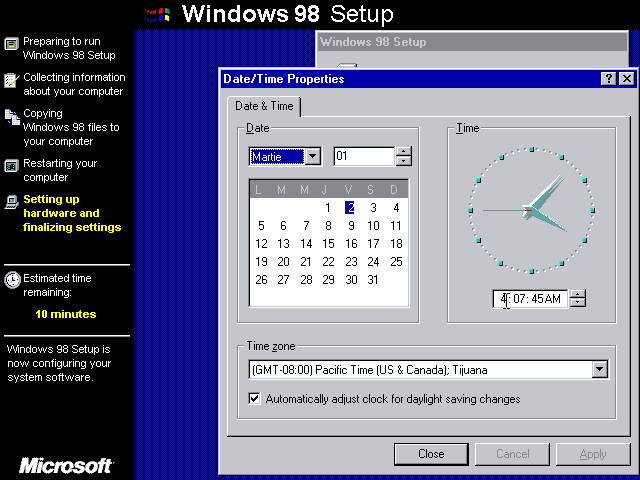 Windows 98 Setup
Preparing to run
Windows 98 Setup
Collecting information
about your computer
Copying
Windows 98 files to
your computer
Restarting your
computer
Setting up
hardware and
finalizing settings
Estimated time
remaining:
10 minutes
Windows 98 Setup is
now configuring your
system software.
Microsoft
Windows 98 Setup
Date/Time Properties
Date & Time
Date
Martie 01
L M M J V S D
1 2 3 4
5 6 7 8 9 10 11
12 13 14 15 16 17 18
19 20 21 22 23 24 25
26 27 28 29 30 31
Time
4:07:45 AM
Time zone
(GMT-08:00) Pacific Time (US & Canada); Tijuana
Automatically adjust clock for daylight saving changes
Close Cancel Apply